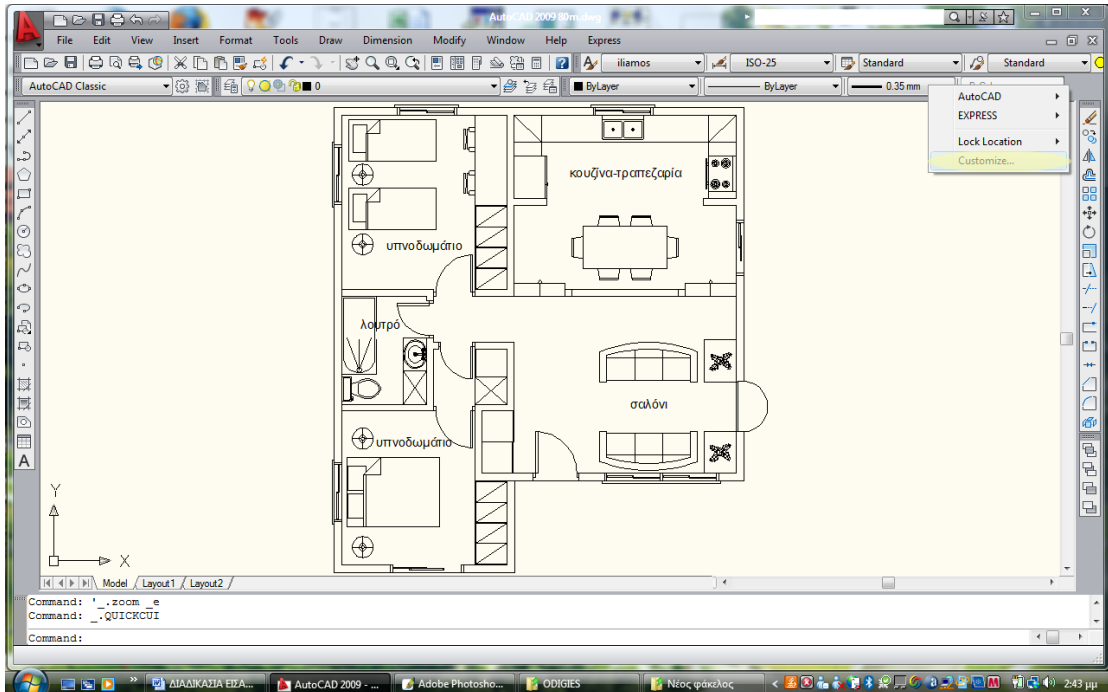 AutoCAD 2009 80m.dwg
File Edit View Insert Format Tools Draw Dimension Modify Window Help Express
iliamos ISO-25 Standard Standard
AutoCAD Classic 0 ByLayer ByLayer 0.35 mm
AutoCAD
EXPRESS
Lock Location
Customize...
κουζίνα-τραπεζαρία
υπνοδωμάτιο
λουτρό
σαλόνι
υπνοδωμάτιο
A
Y
X
Model Layout1 Layout2
Command: '_.zoom _e
Command: _.QUICKCUI
Command:
» ΔΙΑΔΙΚΑΣΙΑ ΕΙΣΑ... AutoCAD 2009 - ... Adobe Photosho... ODIGIES Νέος φάκελος < 2:43 μμ